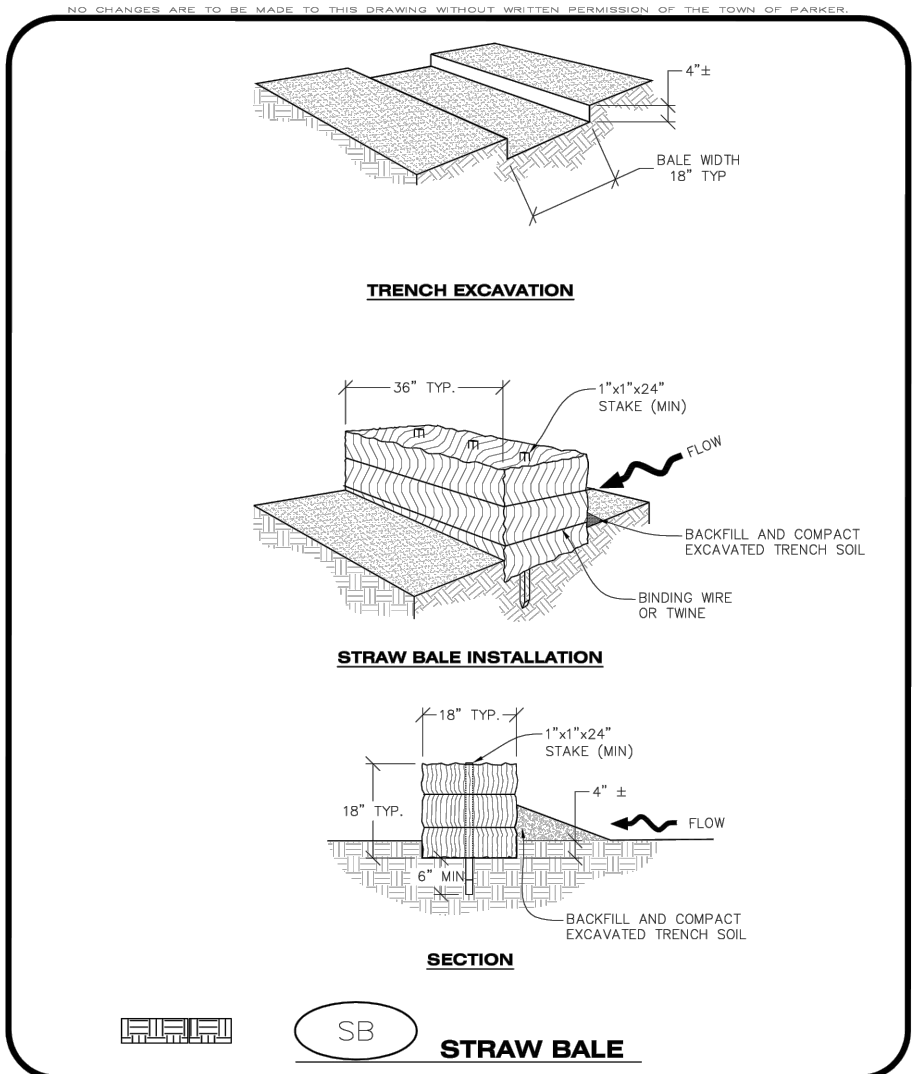 NO CHANGES ARE TO BE MADE TO THIS DRAWING WITHOUT WRITTEN PERMISSION OF THE TOWN OF PARKER.
4"±
BALE WIDTH
18" TYP
TRENCH EXCAVATION
36" TYP.
1"x1"x24"
STAKE (MIN)
FLOW
BACKFILL AND COMPACT
EXCAVATED TRENCH SOIL
BINDING WIRE
OR TWINE
STRAW BALE INSTALLATION
18" TYP.
1"x1"x24"
STAKE (MIN)
18" TYP.
4" ±
FLOW
6" MIN
BACKFILL AND COMPACT
EXCAVATED TRENCH SOIL
SECTION
SB
STRAW BALE